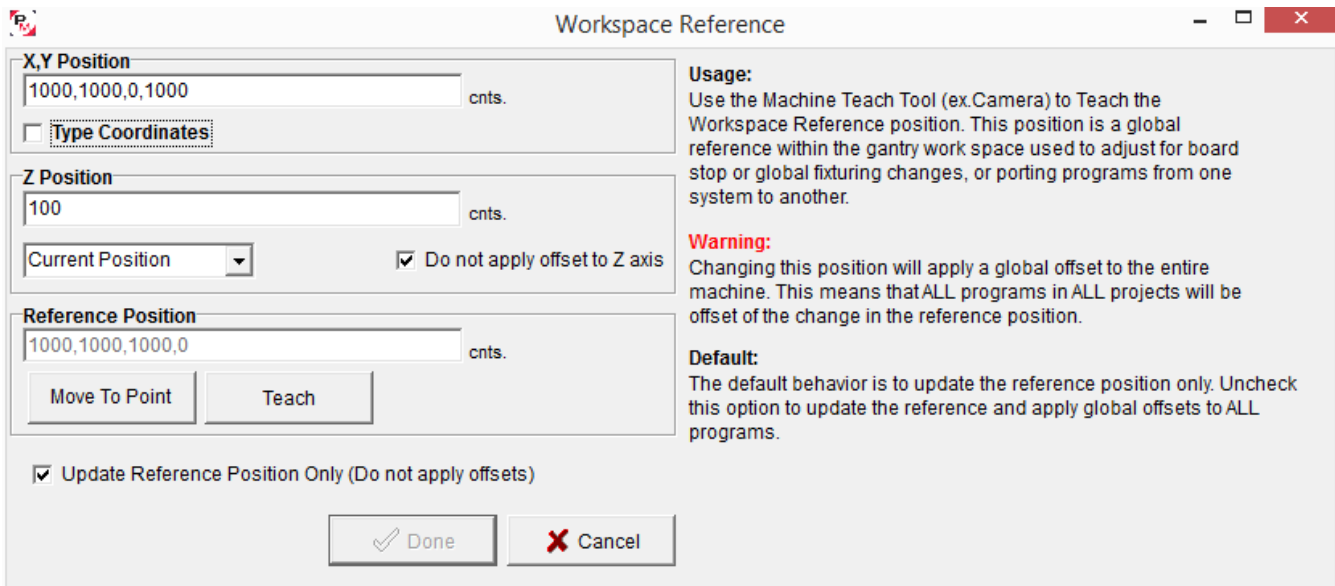 Workspace Reference
X,Y Position
1000,1000,0,1000
cnts.
Type Coordinates
Z Position
100
cnts.
Current Position
Do not apply offset to Z axis
Reference Position
1000,1000,1000,0
cnts.
Move To Point
Teach
Update Reference Position Only (Do not apply offsets)
Done
Cancel
Usage:
Use the Machine Teach Tool (ex.Camera) to Teach the
Workspace Reference position. This position is a global
reference within the gantry work space used to adjust for board
stop or global fixturing changes, or porting programs from one
system to another.
Warning:
Changing this position will apply a global offset to the entire
machine. This means that ALL programs in ALL projects will be
offset of the change in the reference position.
Default:
The default behavior is to update the reference position only. Uncheck
this option to update the reference and apply global offsets to ALL
programs.